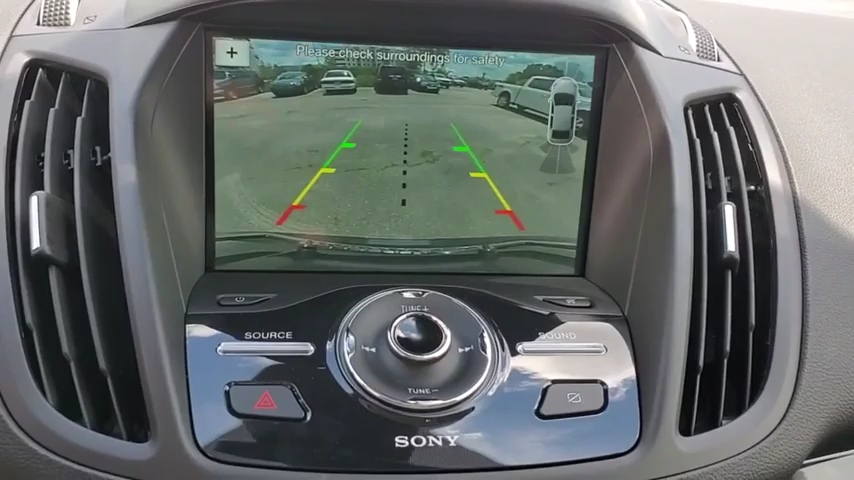 Please check surroundings for safety
+
TUNE+
SOURCE
SOUND
TUNE−
SONY